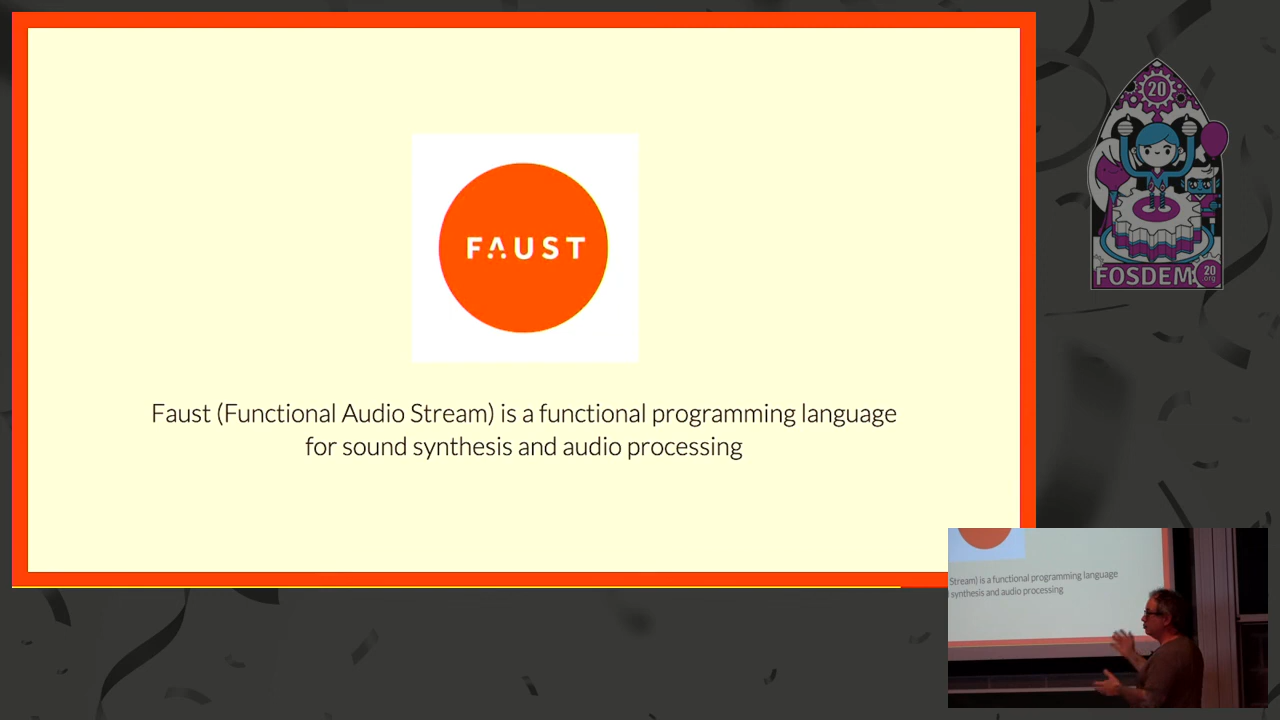 FAUST
Faust (Functional Audio Stream) is a functional programming language
for sound synthesis and audio processing
20
FOSDEM
20
org
Stream) is a functional programming language
synthesis and audio processing